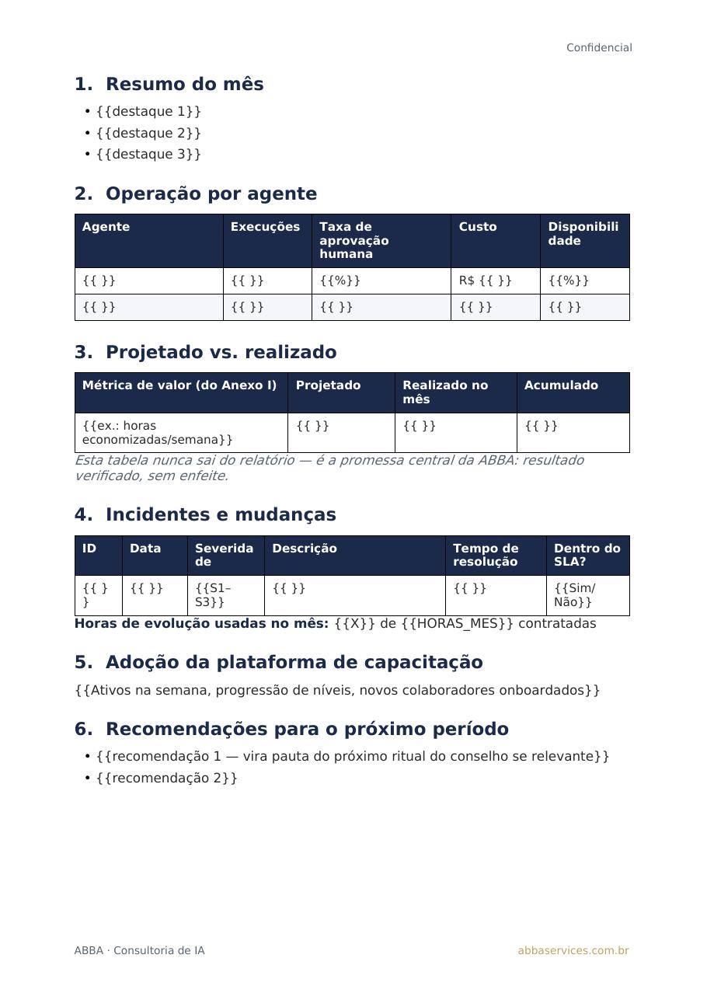 Confidencial
1. Resumo do mês
• {{destaque 1}}
• {{destaque 2}}
• {{destaque 3}}
2. Operação por agente
Agente Execuções Taxa de aprovação humana Custo Disponibili dade
{{ }} {{ }} {{%}} R$ {{ }} {{%}}
{{ }} {{ }} {{ }} {{ }} {{ }}
3. Projetado vs. realizado
Métrica de valor (do Anexo I) Projetado Realizado no mês Acumulado
{{ex.: horas economizadas/semana}} {{ }} {{ }} {{ }}
Esta tabela nunca sai do relatório — é a promessa central da ABBA: resultado
verificado, sem enfeite.
4. Incidentes e mudanças
ID Data Severida de Descrição Tempo de resolução Dentro do SLA?
{{ } } {{ }} {{S1– S3}} {{ }} {{ }} {{Sim/ Não}}
Horas de evolução usadas no mês: {{X}} de {{HORAS_MES}} contratadas
5. Adoção da plataforma de capacitação
{{Ativos na semana, progressão de níveis, novos colaboradores onboardados}}
6. Recomendações para o próximo período
• {{recomendação 1 — vira pauta do próximo ritual do conselho se relevante}}
• {{recomendação 2}}
ABBA · Consultoria de IA
abbaservices.com.br